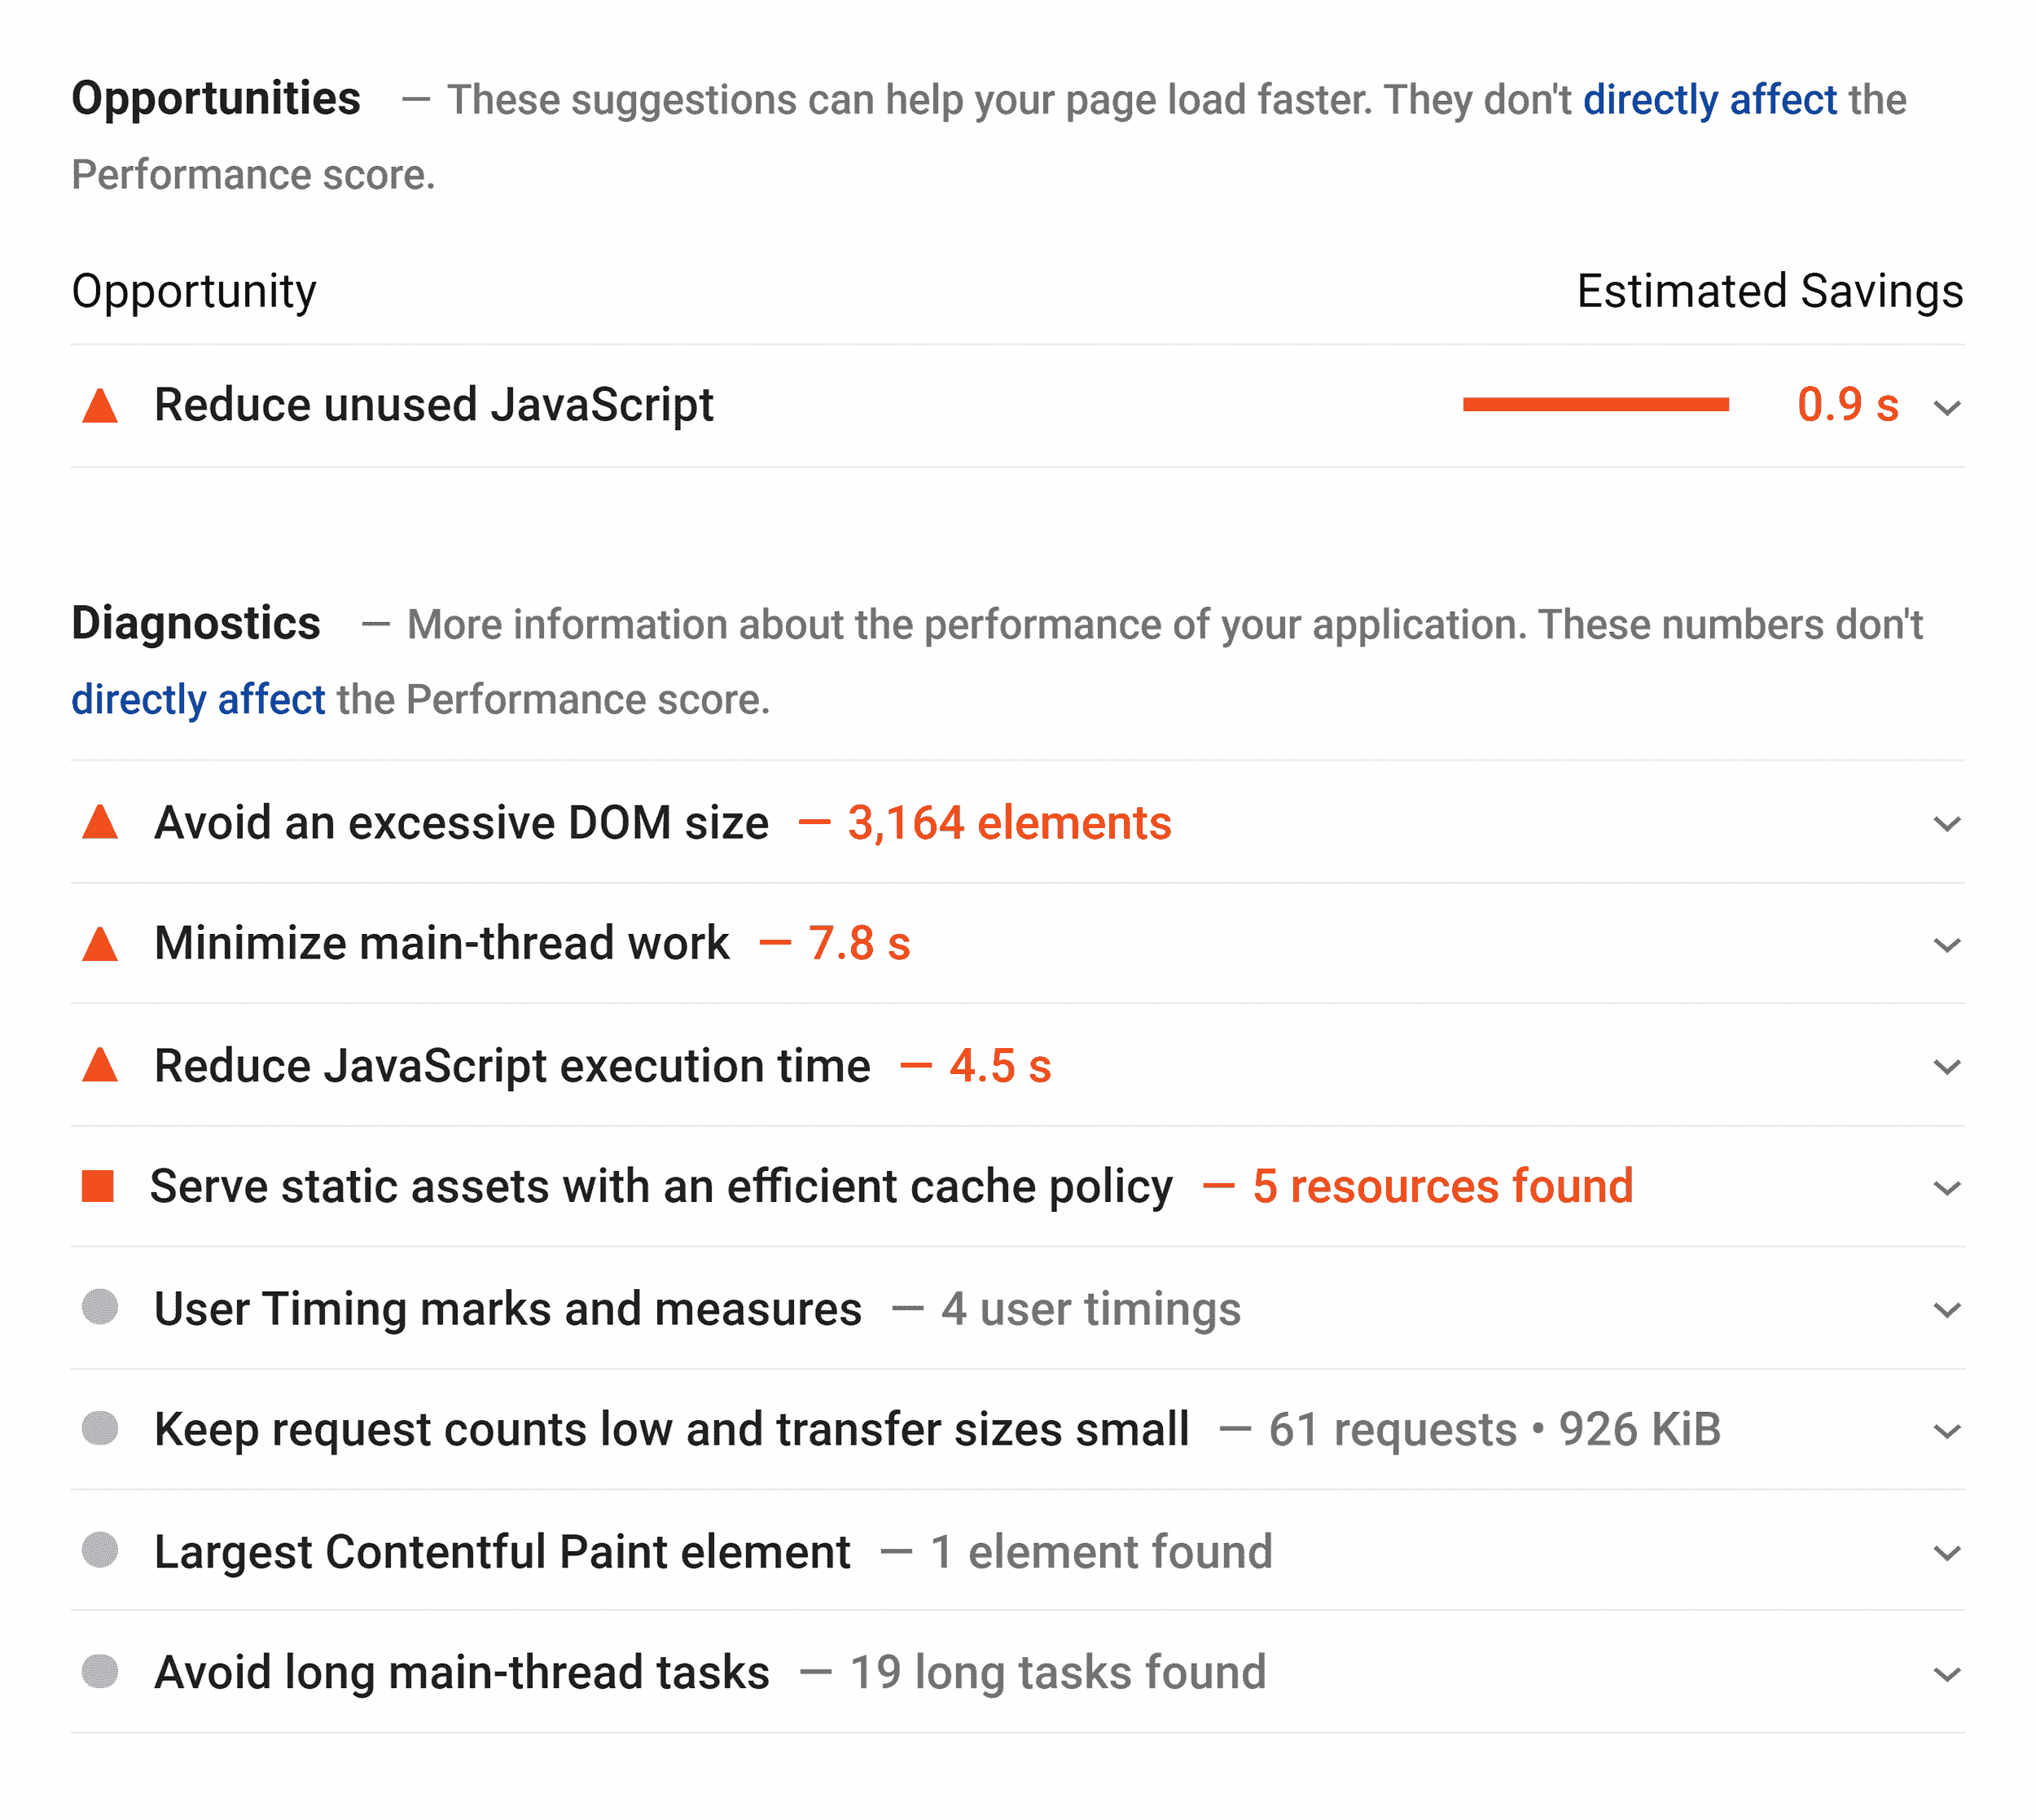 Opportunities — These suggestions can help your page load faster. They don't directly affect the
Performance score.
Opportunity Estimated Savings
Reduce unused JavaScript 0.9 s
Diagnostics — More information about the performance of your application. These numbers don't
directly affect the Performance score.
Avoid an excessive DOM size — 3,164 elements
Minimize main-thread work — 7.8 s
Reduce JavaScript execution time — 4.5 s
Serve static assets with an efficient cache policy — 5 resources found
User Timing marks and measures — 4 user timings
Keep request counts low and transfer sizes small — 61 requests • 926 KiB
Largest Contentful Paint element — 1 element found
Avoid long main-thread tasks — 19 long tasks found